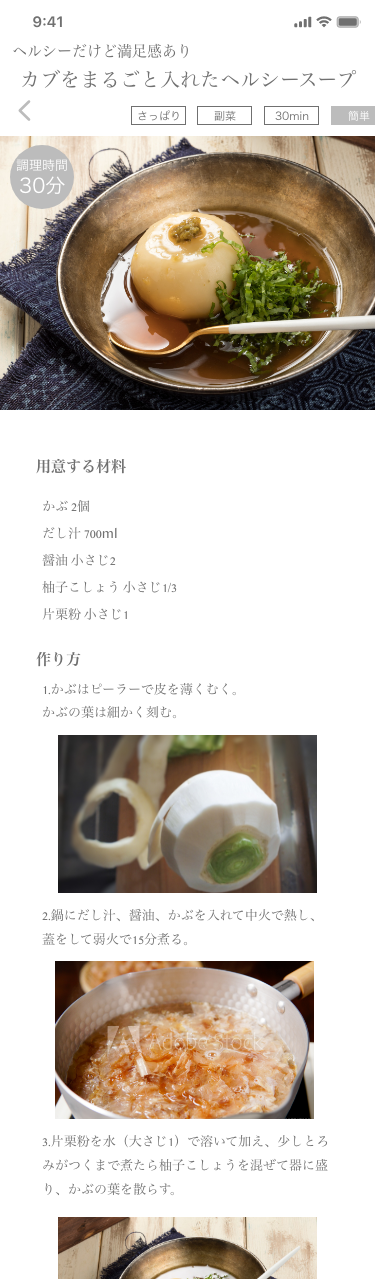 9:41
ヘルシーだけど満足感あり
カブをまるごと入れたヘルシースープ
さっぱり 副菜 30min 簡単
調理時間
30分
用意する材料
かぶ 2個
だし汁 700ml
醤油 小さじ2
柚子こしょう 小さじ1/3
片栗粉 小さじ1
作り方
1.かぶはピーラーで皮を薄くむく。
かぶの葉は細かく刻む。
2.鍋にだし汁、醤油、かぶを入れて中火で熱し、
蓋をして弱火で15分煮る。
Adobe Stock
3.片栗粉を水（大さじ1）で溶いて加え、少しとろ
みがつくまで煮たら柚子こしょうを混ぜて器に盛
り、かぶの葉を散らす。